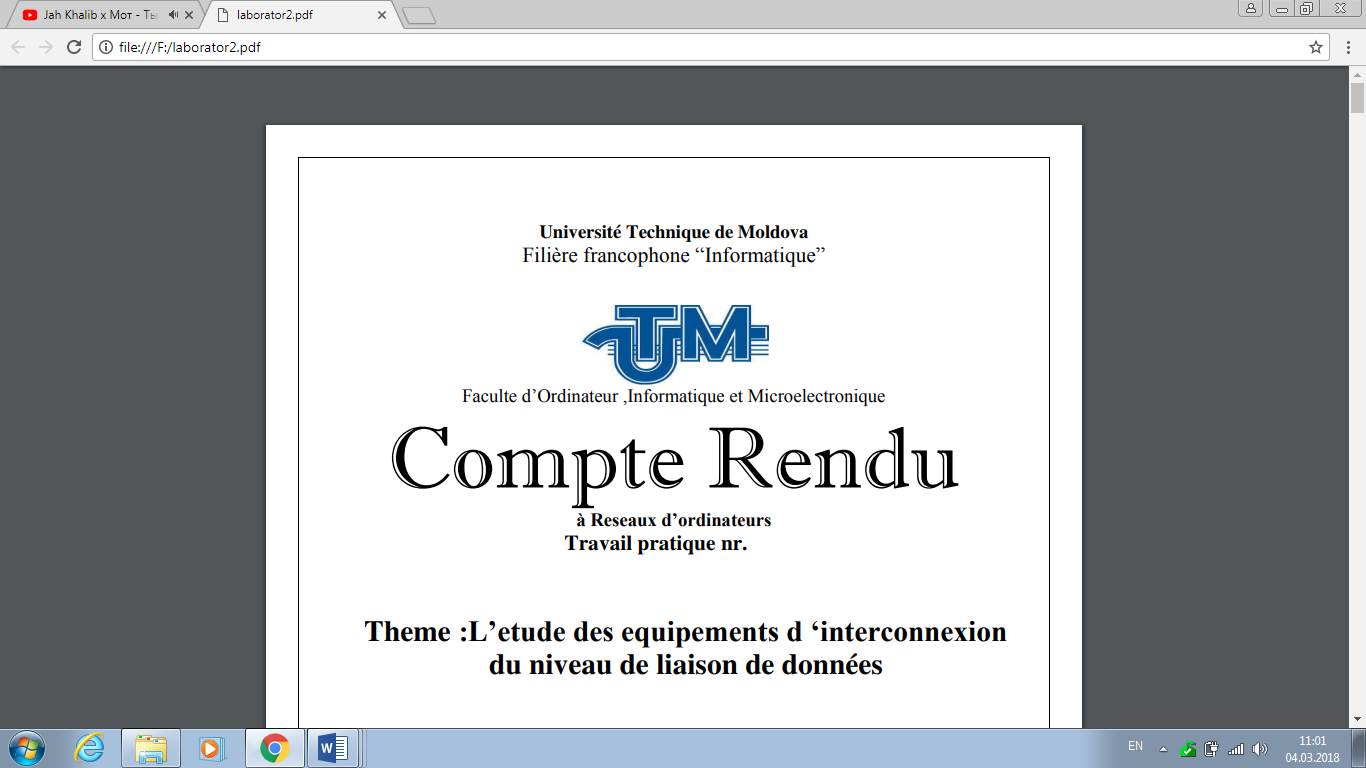 Jah Khalib x Мот - Ты
laborator2.pdf
file:///F:/laborator2.pdf
Université Technique de Moldova
Filière francophone “Informatique”
UTM
Faculte d’Ordinateur ,Informatique et Microelectronique
Compte Rendu
à Reseaux d’ordinateurs
Travail pratique nr.
Theme :L’etude des equipements d ‘interconnexion
du niveau de liaison de données
EN
11:01
04.03.2018